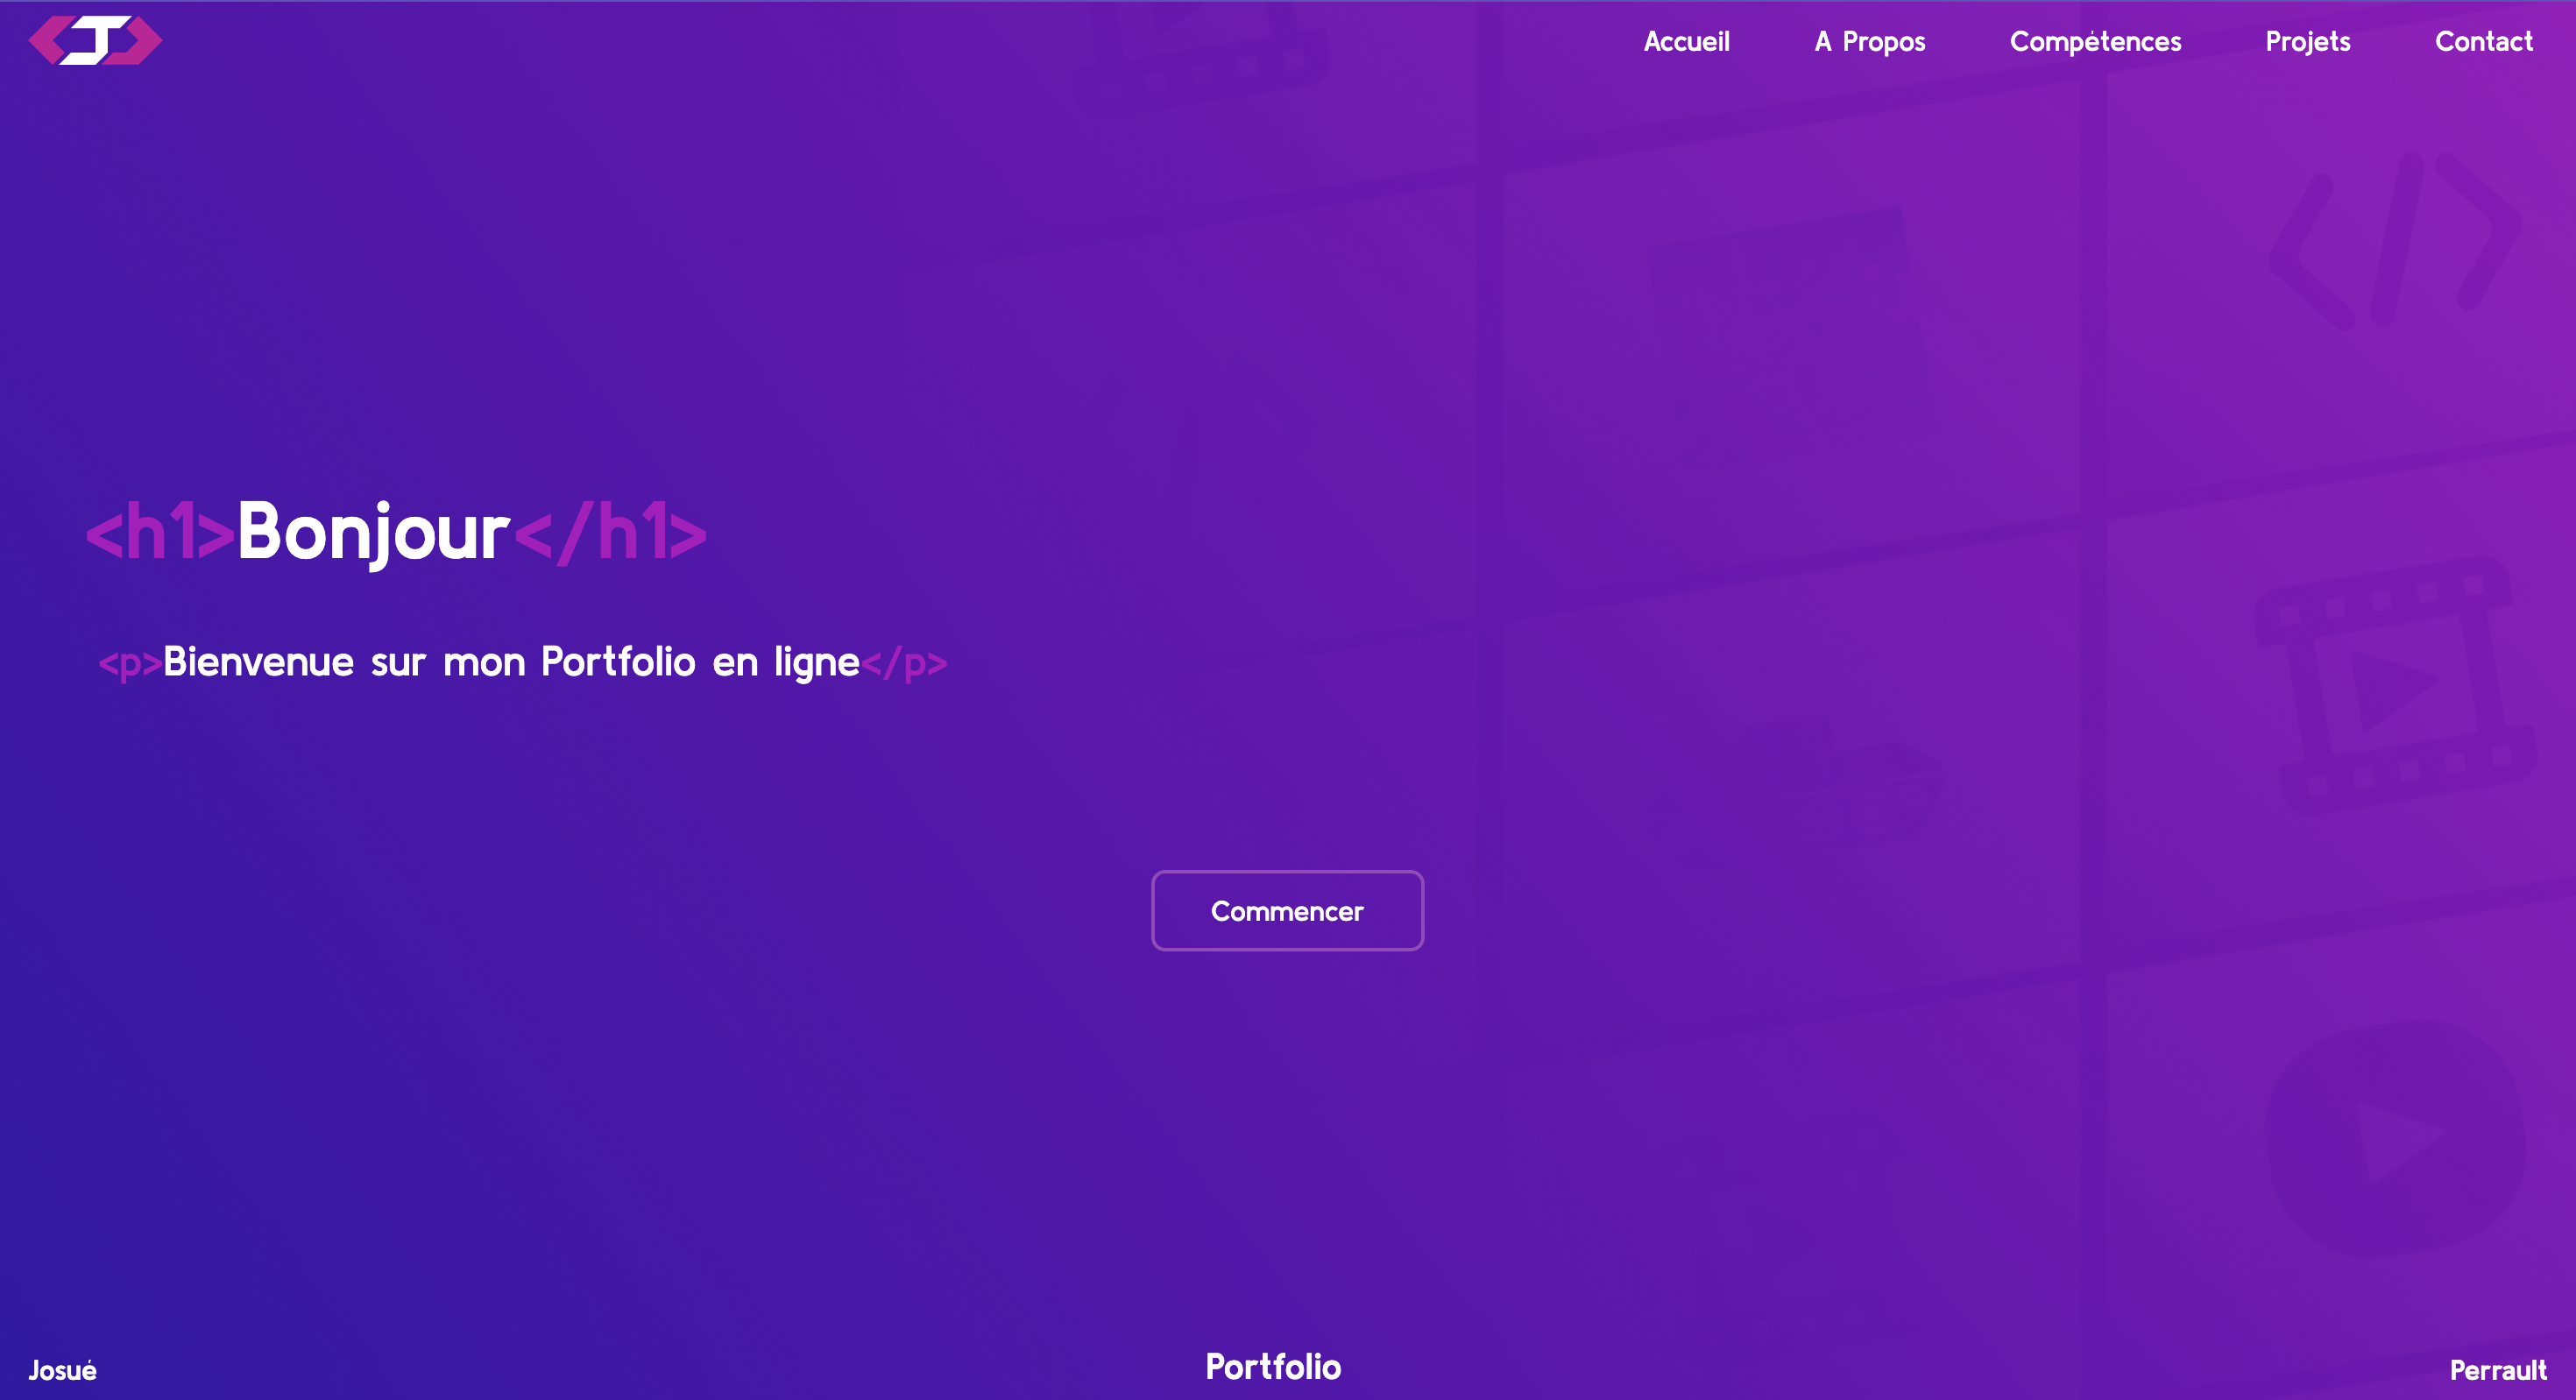 Accueil A Propos Compétences Projets Contact
<h1>Bonjour</h1>
<p>Bienvenue sur mon Portfolio en ligne</p>
Commencer
Josué Portfolio Perrault